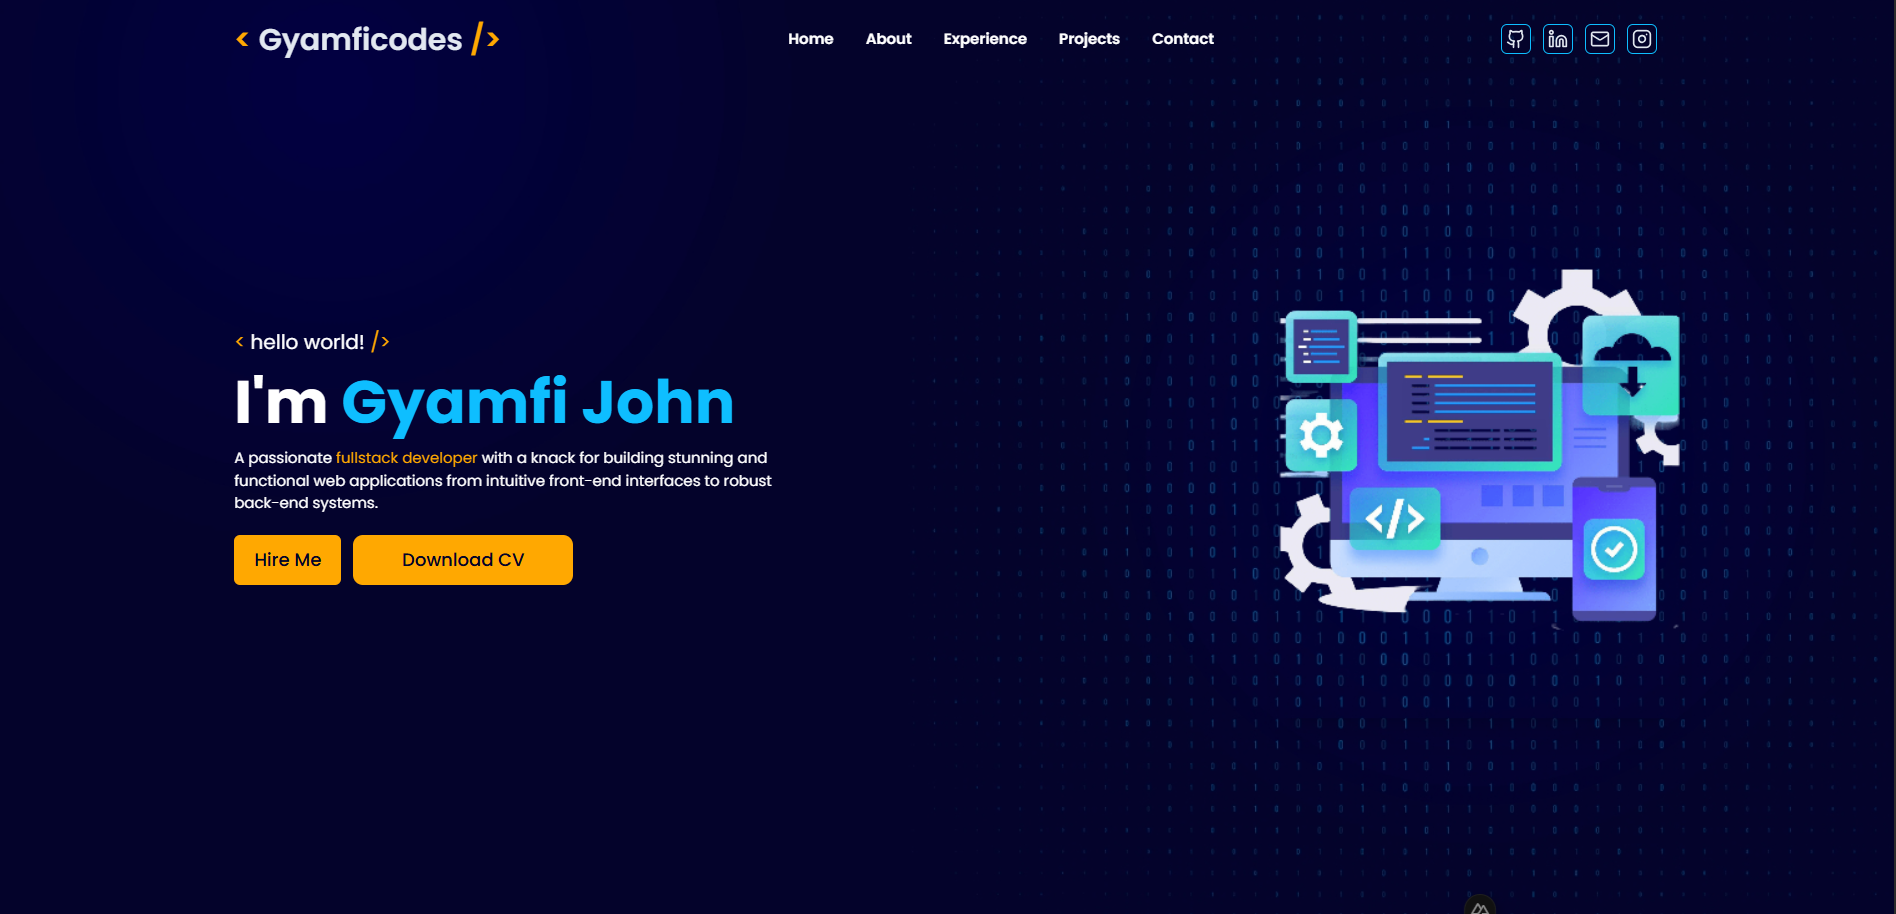 < Gyamficodes />
Home About Experience Projects Contact
< hello world! />
I'm Gyamfi John
A passionate fullstack developer with a knack for building stunning and
functional web applications from intuitive front-end interfaces to robust
back-end systems.
Hire Me Download CV
</>